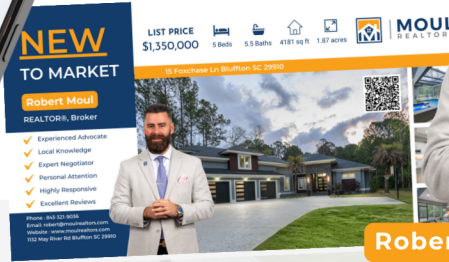 NEW
TO MARKET
Robert Moul
REALTOR®, Broker
Experienced Advocate
Local Knowledge
Expert Negotiator
Personal Attention
Highly Responsive
Excellent Reviews
Phone: 843-321-9056
Email: robert@moulrealtors.com
Website: www.moulrealtors.com
1132 May River Rd Bluffton SC 29910
LIST PRICE
$1,350,000
5 Beds
5.5 Baths
4181 sq ft
1.87 acres
MOUL
REALTOR
15 Foxchase Ln Bluffton SC 29910
Rober